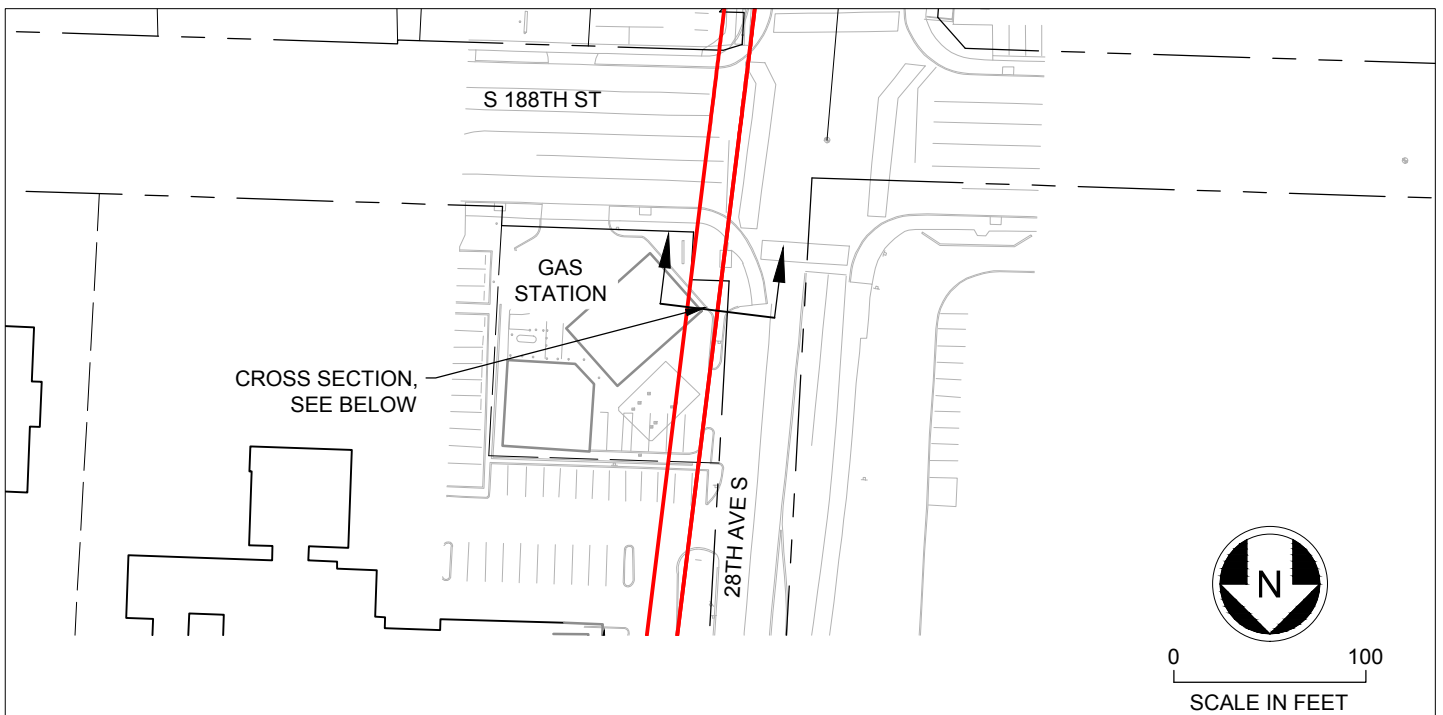 S 188TH ST
GAS
STATION
CROSS SECTION,
SEE BELOW
28TH AVE S
N
0 100
SCALE IN FEET